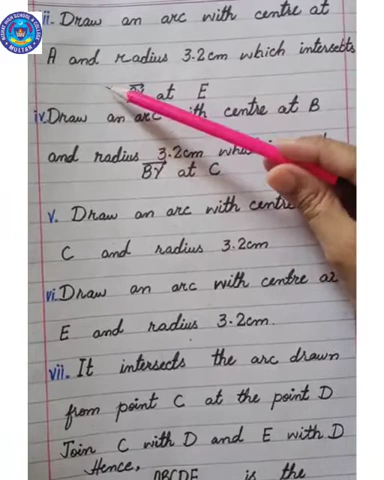 ii. Draw an arc with centre at
A and radius 3.2cm which intersects
at E
iv. Draw an arc with centre at B
and radius 3.2cm
BY at C
v. Draw an arc with centre
C and radius 3.2cm
vi. Draw an arc with centre at
E and radius 3.2cm.
vii. It intersects the arc drawn
from point C at the point D
Join C with D and E with D
Hence,
ABCDE is the